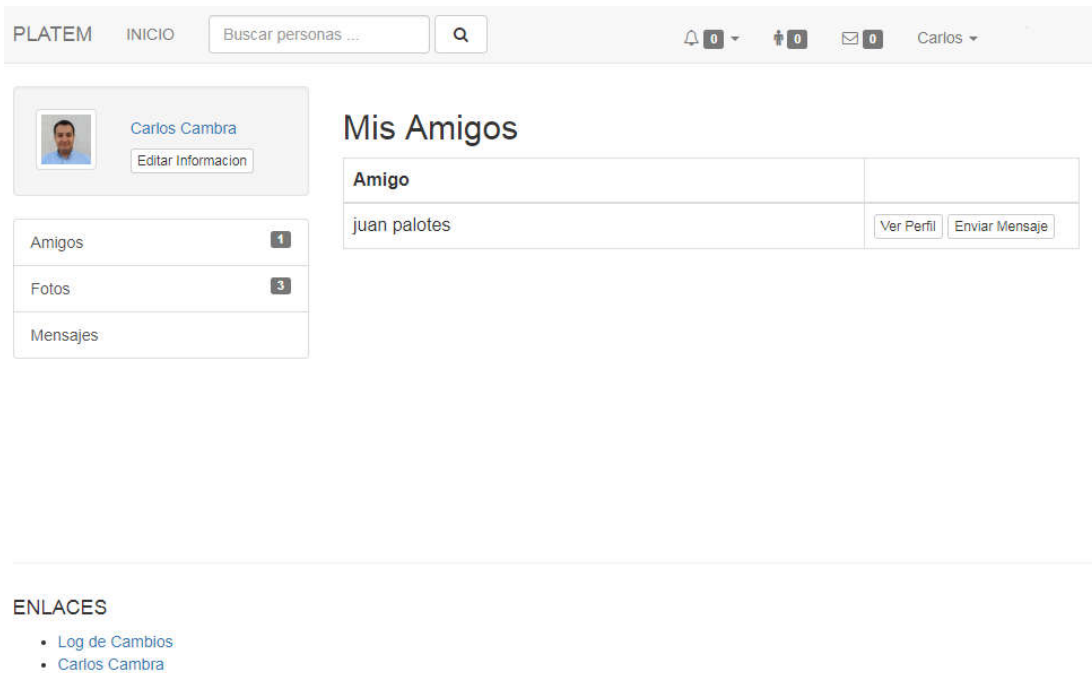 PLATEM INICIO Buscar personas ... 0 0 0 Carlos
Carlos Cambra
Editar Informacion
Amigos 1
Fotos 3
Mensajes
Mis Amigos
Amigo
juan palotes Ver Perfil Enviar Mensaje
ENLACES
Log de Cambios
Carlos Cambra